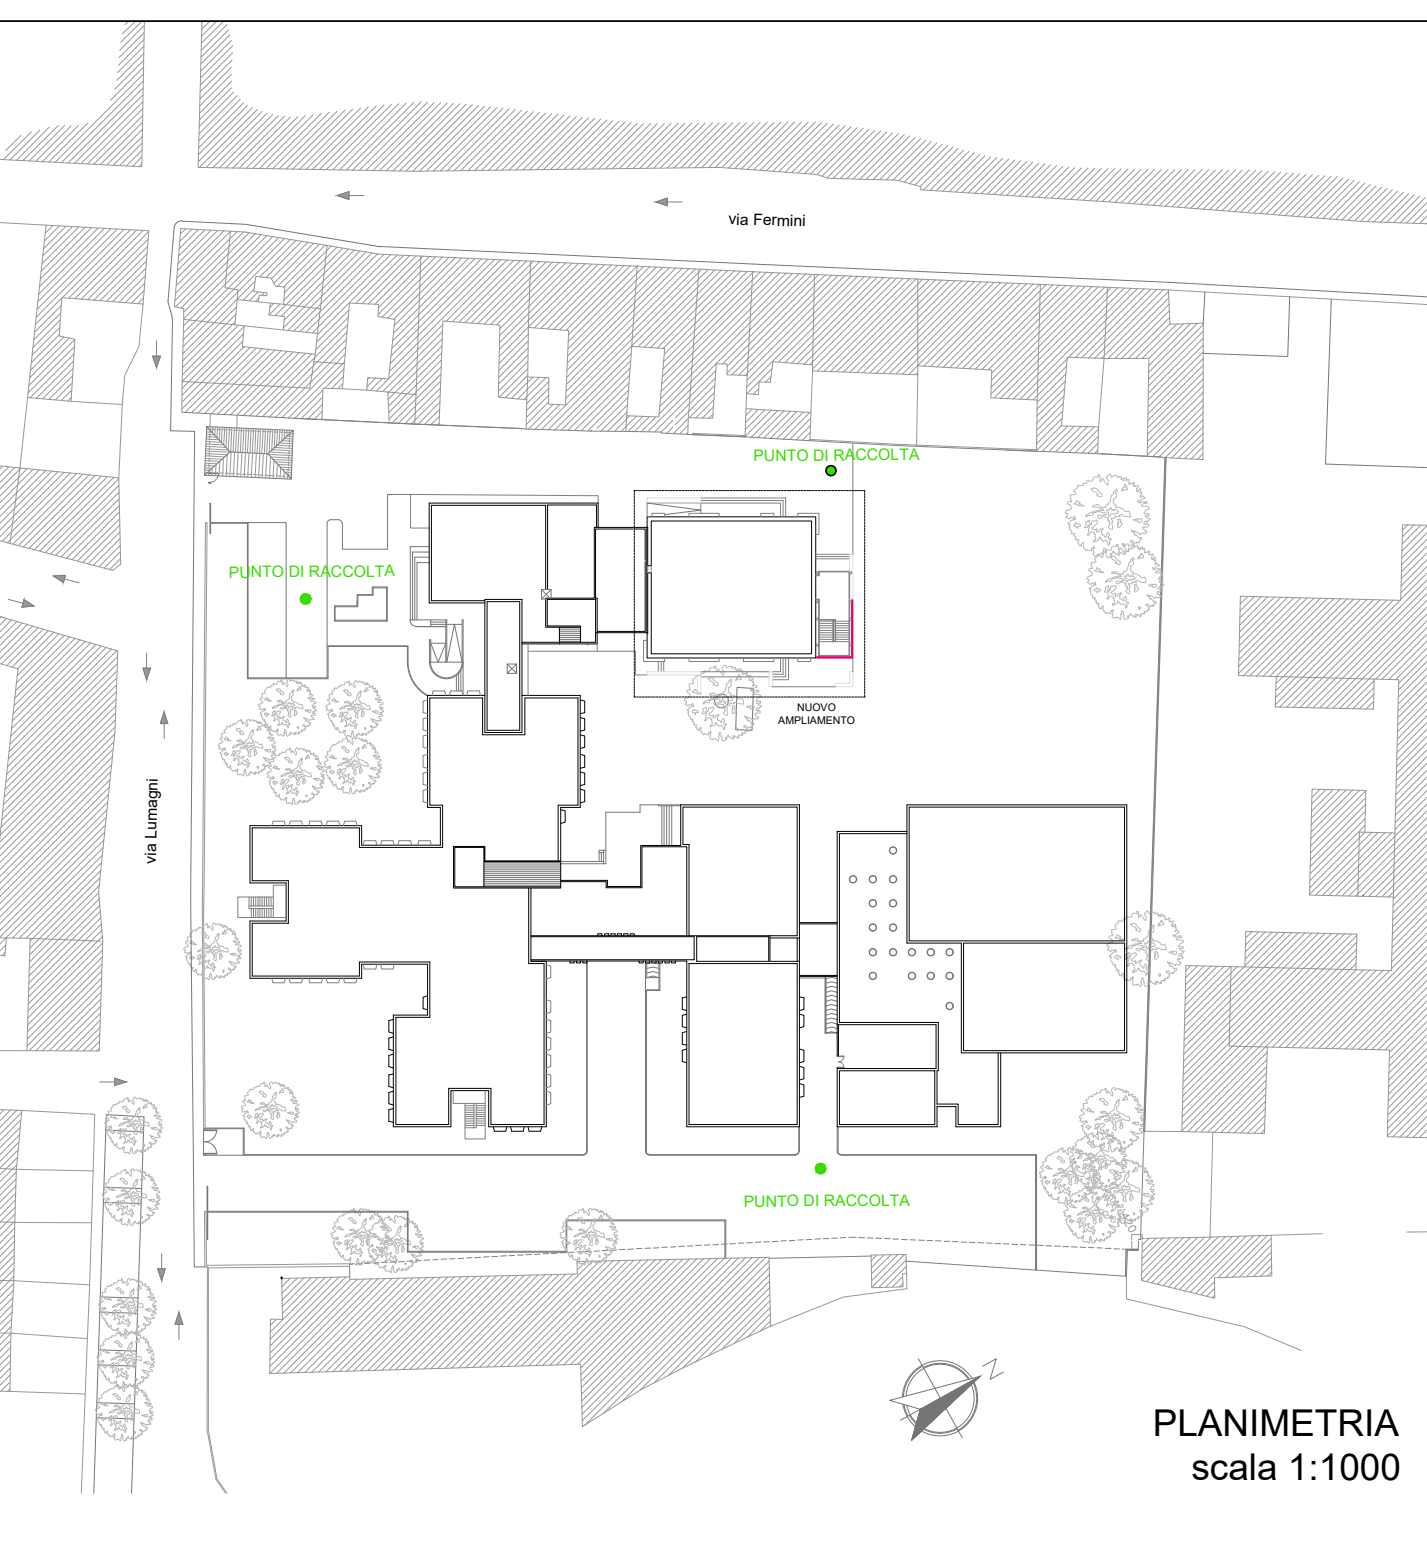 via Fermini
PUNTO DI RACCOLTA
PUNTO DI RACCOLTA
NUOVO
AMPLIAMENTO
via Lumagni
PUNTO DI RACCOLTA
N
PLANIMETRIA
scala 1:1000